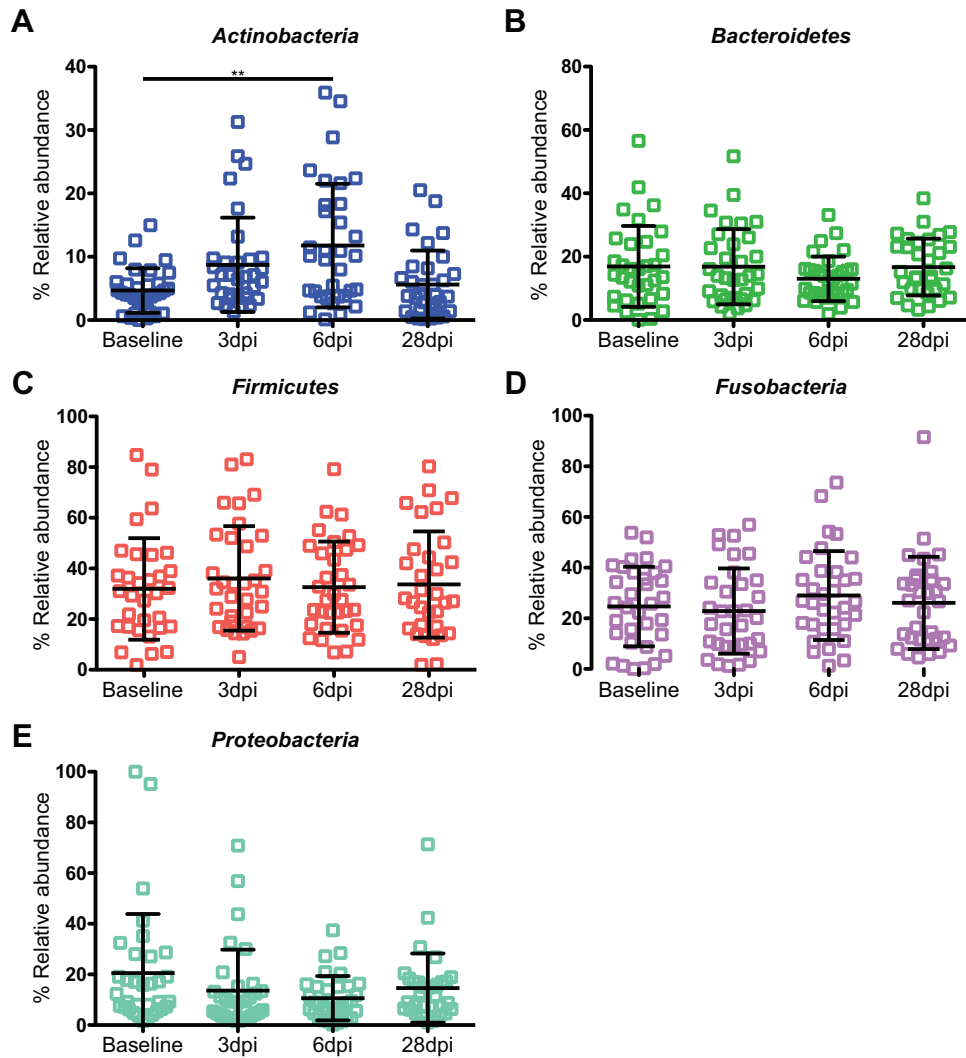 A
Actinobacteria
% Relative abundance
40
30
20
10
0
**
Baseline 3dpi 6dpi 28dpi
B
Bacteroidetes
% Relative abundance
80
60
40
20
0
Baseline 3dpi 6dpi 28dpi
C
Firmicutes
% Relative abundance
100
80
60
40
20
0
Baseline 3dpi 6dpi 28dpi
D
Fusobacteria
% Relative abundance
100
80
60
40
20
0
Baseline 3dpi 6dpi 28dpi
E
Proteobacteria
% Relative abundance
100
80
60
40
20
0
Baseline 3dpi 6dpi 28dpi